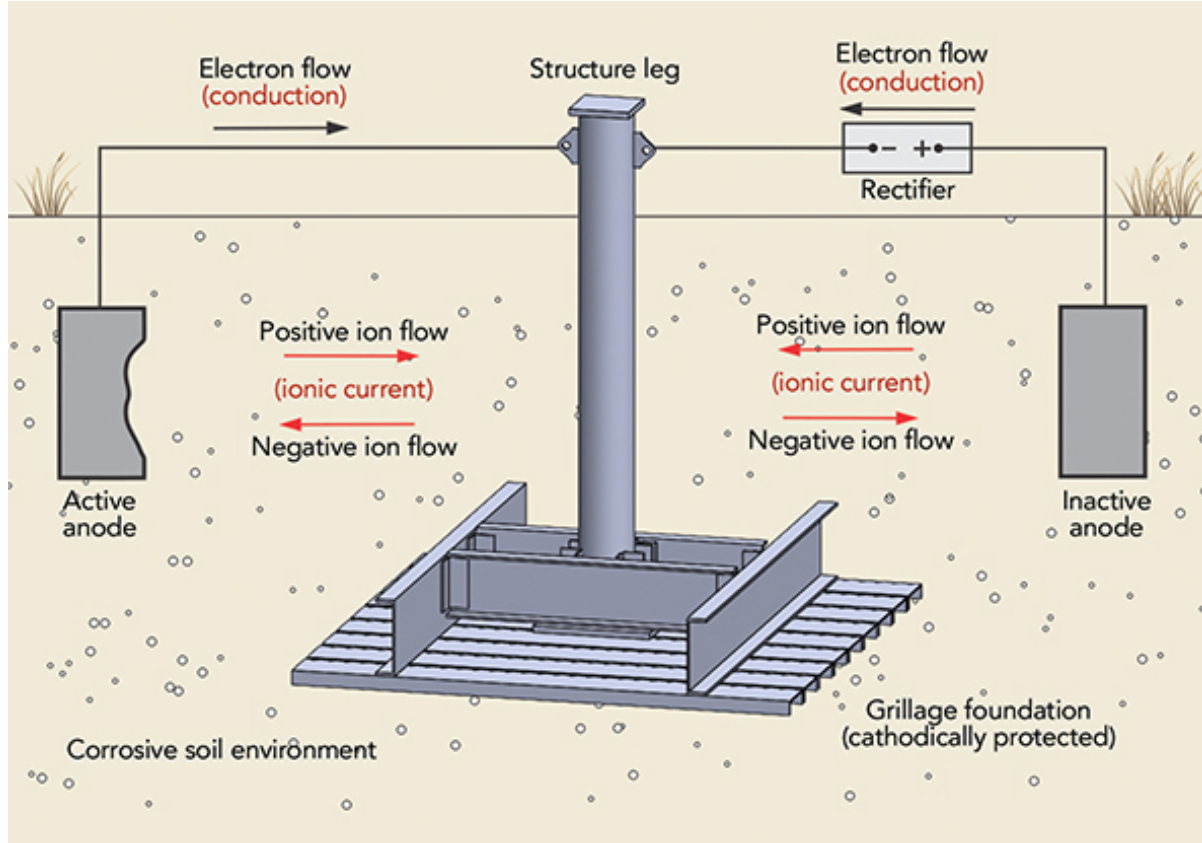 Electron flow
(conduction)
Structure leg
Electron flow
(conduction)
- +
Rectifier
Positive ion flow
(ionic current)
Negative ion flow
Positive ion flow
(ionic current)
Negative ion flow
Active
anode
Inactive
anode
Grillage foundation
(cathodically protected)
Corrosive soil environment